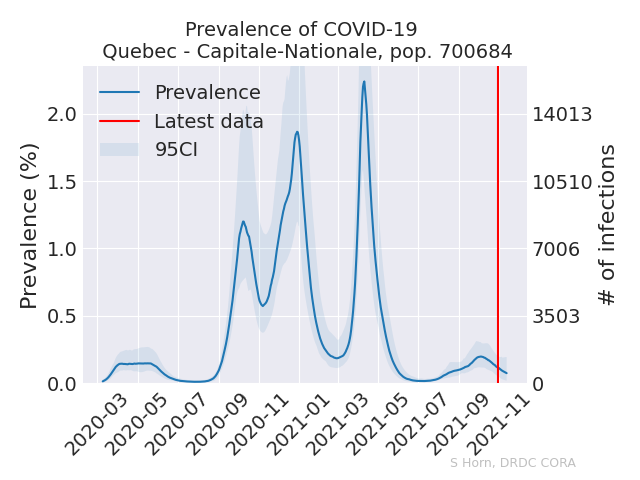 Prevalence of COVID-19
Quebec - Capitale-Nationale, pop. 700684
Prevalence
Latest data
95CI
Prevalence (%)
2.0
1.5
1.0
0.5
0.0
14013
10510
7006
3503
0
# of infections
2020-03
2020-05
2020-07
2020-09
2020-11
2021-01
2021-03
2021-05
2021-07
2021-09
2021-11
S Horn, DRDC CORA